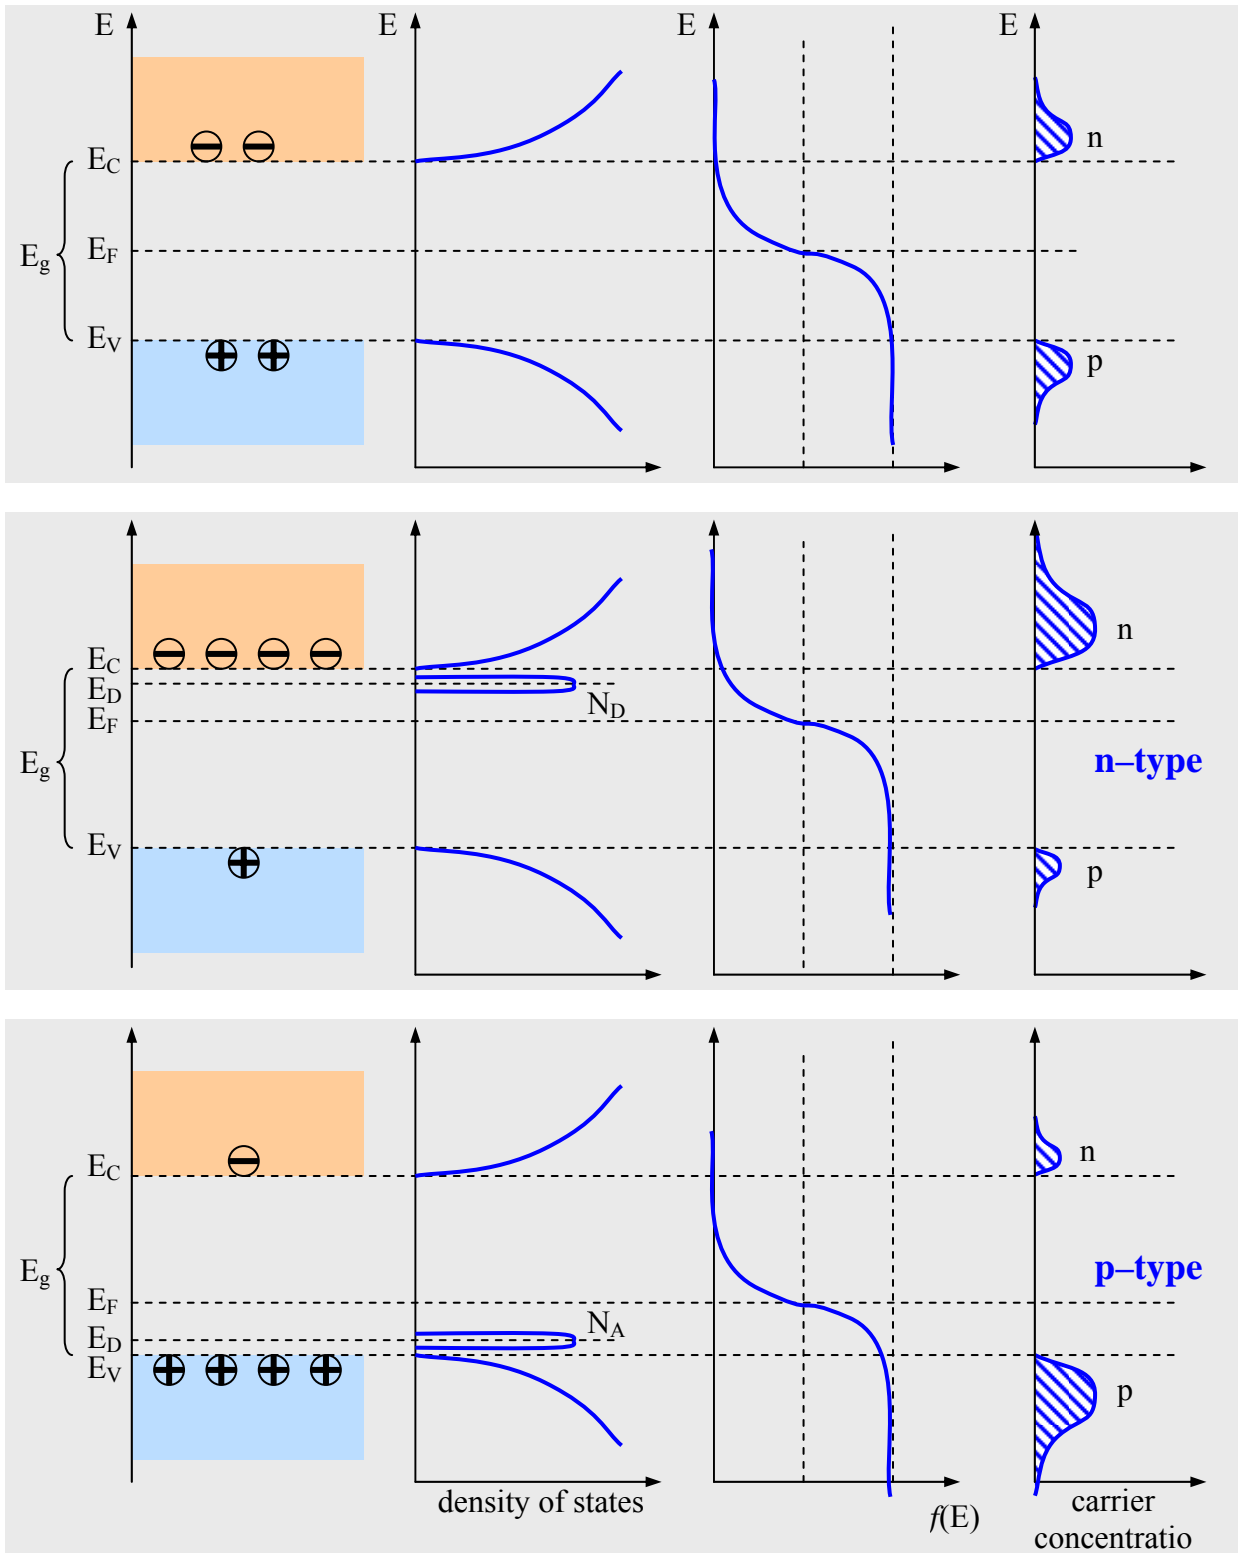 E E E E
n
E_C
E_F
E_g
E_V
p
n
E_C
E_D
N_D
E_F
n–type
E_g
E_V
p
n
E_C
E_g
p–type
E_F
N_A
E_D
E_V
p
density of states
f(E)
carrier
concentratio